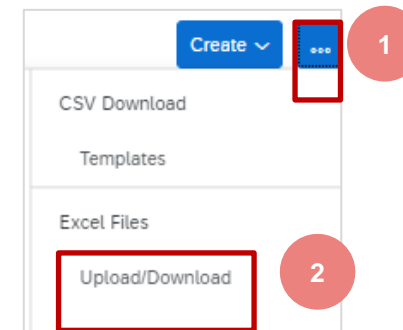 Create
1
CSV Download
Templates
Excel Files
Upload/Download
2